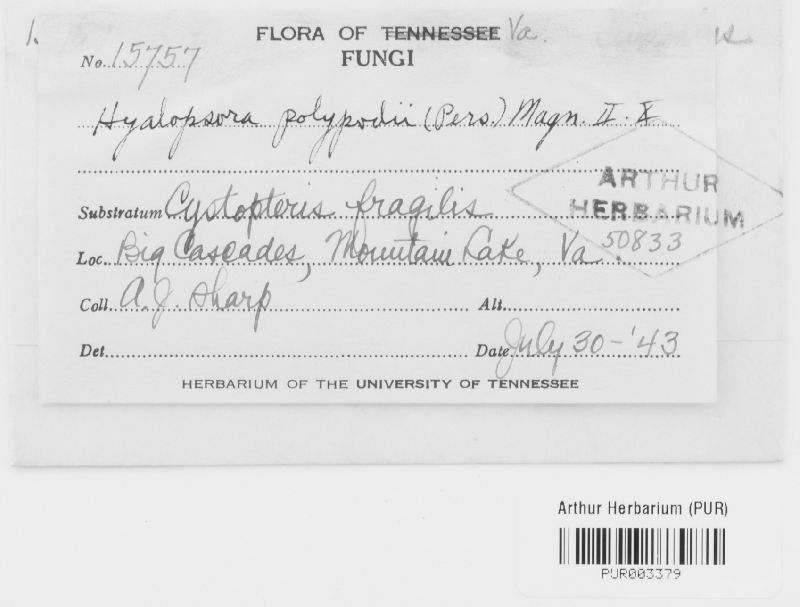 1.
FLORA OF TENNESSEE Va.
No. 15757
FUNGI
Hyalopsora polypodii (Pers.) Magn. II. X
ARTHUR
HERBARIUM
50833
Substratum Cystopteris fragilis
Loc. Big Cascades, Mountain Lake, Va.
Coll. A. J. Sharp Alt.
Det. Date July 30-'43
HERBARIUM OF THE UNIVERSITY OF TENNESSEE
Arthur Herbarium (PUR)
PUR003379